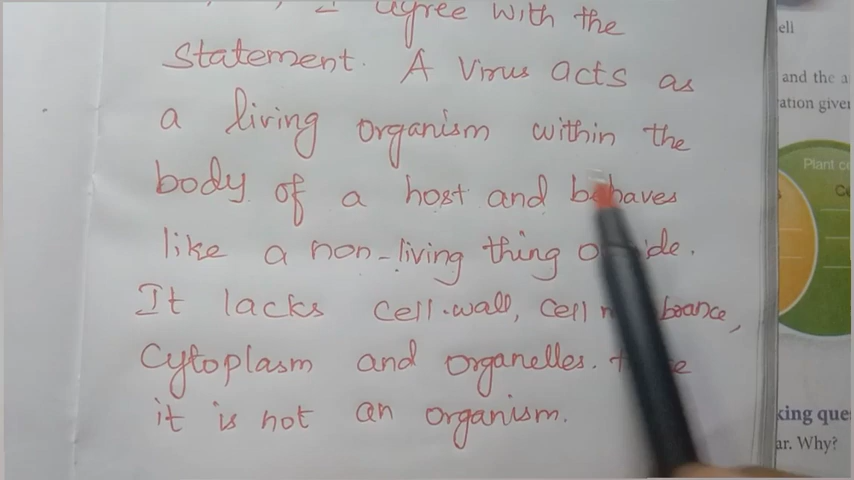 I agree with the
Statement. A Virus acts as
a living organism within the
body of a host and behaves
like a non-living thing
It lacks cell-wall, cell
Cytoplasm and organelles.
it is not an organism.
ell
and the a
ation give
Plant c
Ce
king que
ar. Why?